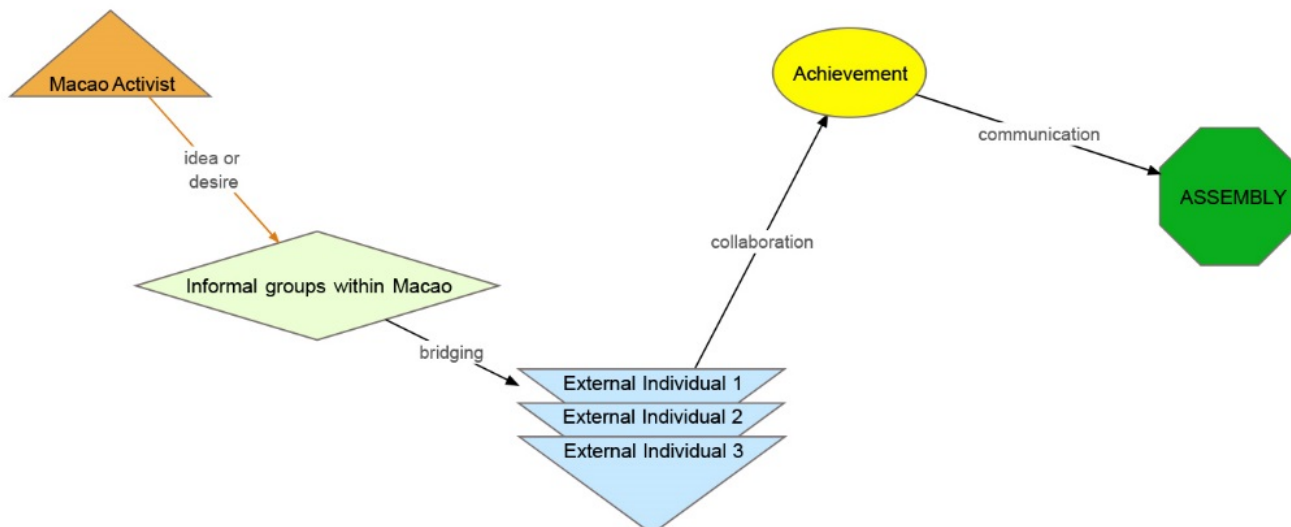 Macao Activist
idea or
desire
Informal groups within Macao
bridging
External Individual 1
External Individual 2
External Individual 3
collaboration
Achievement
communication
ASSEMBLY